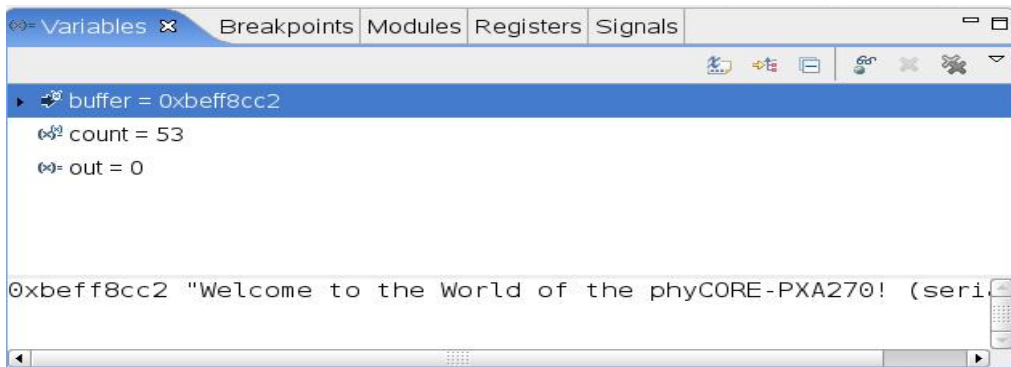 (x)= Variables Breakpoints Modules Registers Signals
buffer = 0xbeff8cc2
count = 53
(x)= out = 0
0xbeff8cc2 "Welcome to the World of the phyCORE-PXA270! (seri